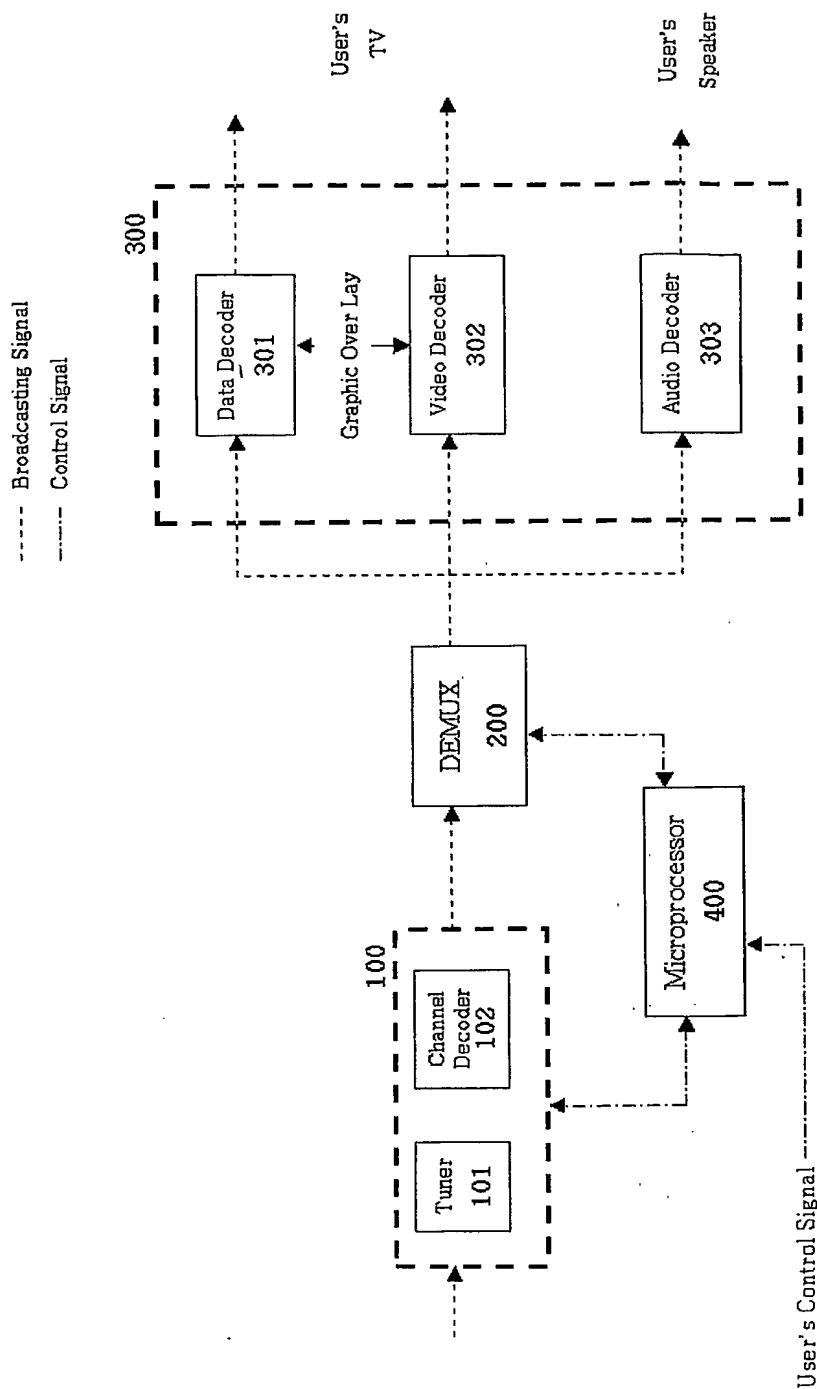 ---- Broadcasting Signal
—·— Control Signal
300
User's
TV
Data Decoder
301
Graphic Over Lay
Video Decoder
302
User's
Speaker
Audio Decoder
303
DEMUX
200
100
Tuner
101
Channel
Decoder
102
Microprocessor
400
User's Control Signal